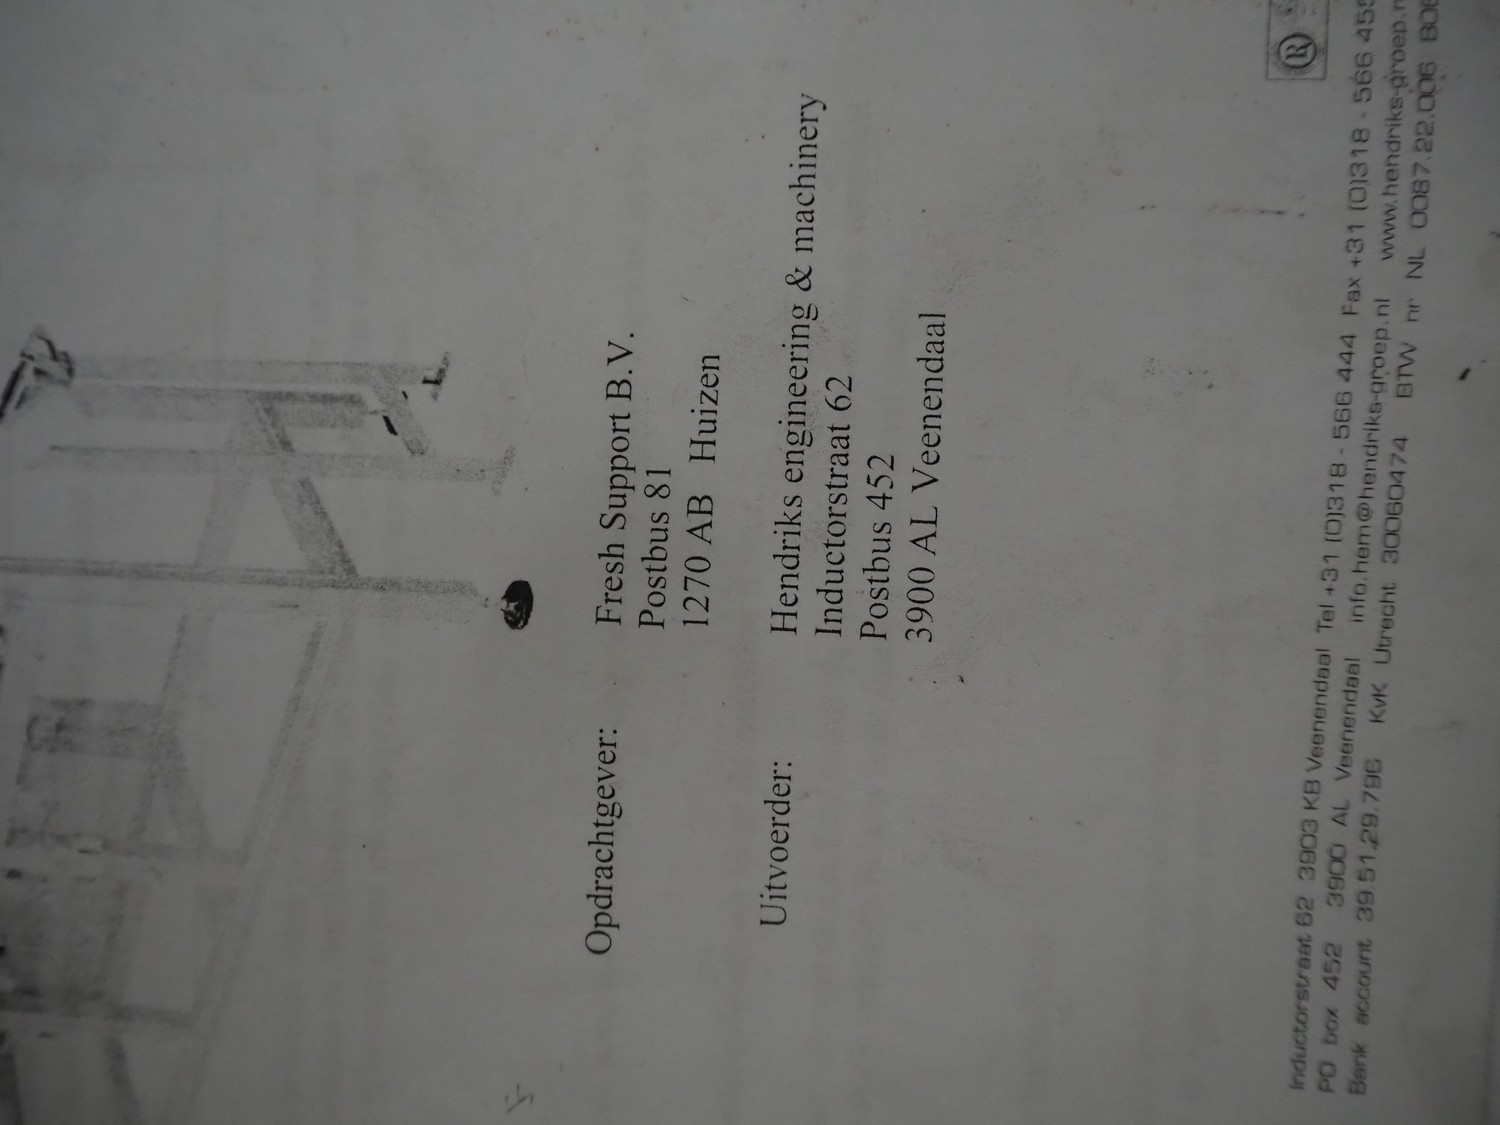 Opdrachtgever: Fresh Support B.V.
Postbus 81
1270 AB Huizen
Uitvoerder: Hendriks engineering & machinery
Inductorstraat 62
Postbus 452
3900 AL Veenendaal
®
Inductorstraat 62 3903 KB Veenendaal Tel +31 (0)318 - 566 444 Fax +31 (0)318 - 566 455
PO box 452 3900 AL Veenendaal info.hem@hendriks-groep.nl www.hendriks-groep.n
Bank account 39.51.29.796 KvK Utrecht 30060474 BTW nr NL 0087.22.006 B08